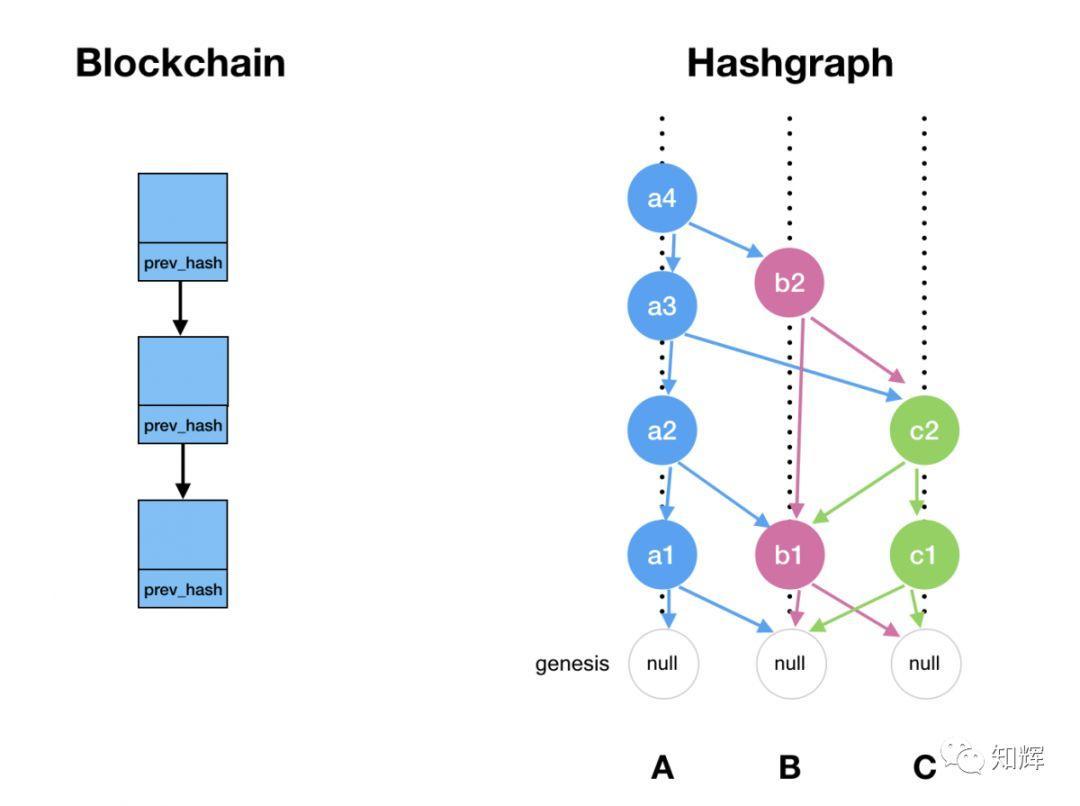 Blockchain
prev_hash
prev_hash
prev_hash
Hashgraph
a4
b2
a3
a2
c2
a1
b1
c1
genesis
null
null
null
A
B
C
知辉